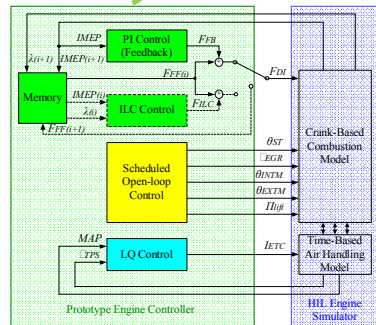 IMEP
PI Control
(Feedback)
FFB
λ(i+1)
IMEP(i+1)
FFF(i)
FDI
Memory
IMEP(i)
λ(i)
ILC Control
FILC
FFF(i+1)
Crank-Based
Combustion
Model
Scheduled
Open-loop
Control
θST
□EGR
θINTM
θEXTM
Πlift
MAP
□TPS
LQ Control
IETC
Time-Based
Air Handling
Model
Prototype Engine Controller
HIL Engine
Simulator